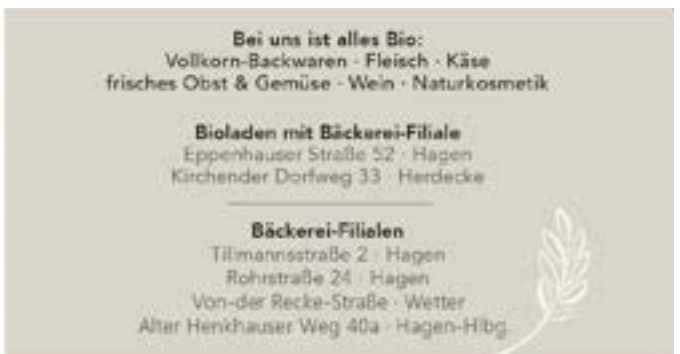 Bei uns ist alles Bio:
Vollkorn-Backwaren · Fleisch · Käse
frisches Obst & Gemüse · Wein · Naturkosmetik
Bioladen mit Bäckerei-Filiale
Eppenhauser Straße 52 · Hagen
Kirchender Dorfweg 33 · Herdecke
Bäckerei-Filialen
Tillmannsstraße 2 · Hagen
Rohrstraße 24 · Hagen
Von-der Recke-Straße · Wetter
Alter Henkhauser Weg 40a · Hagen-Hlbg.